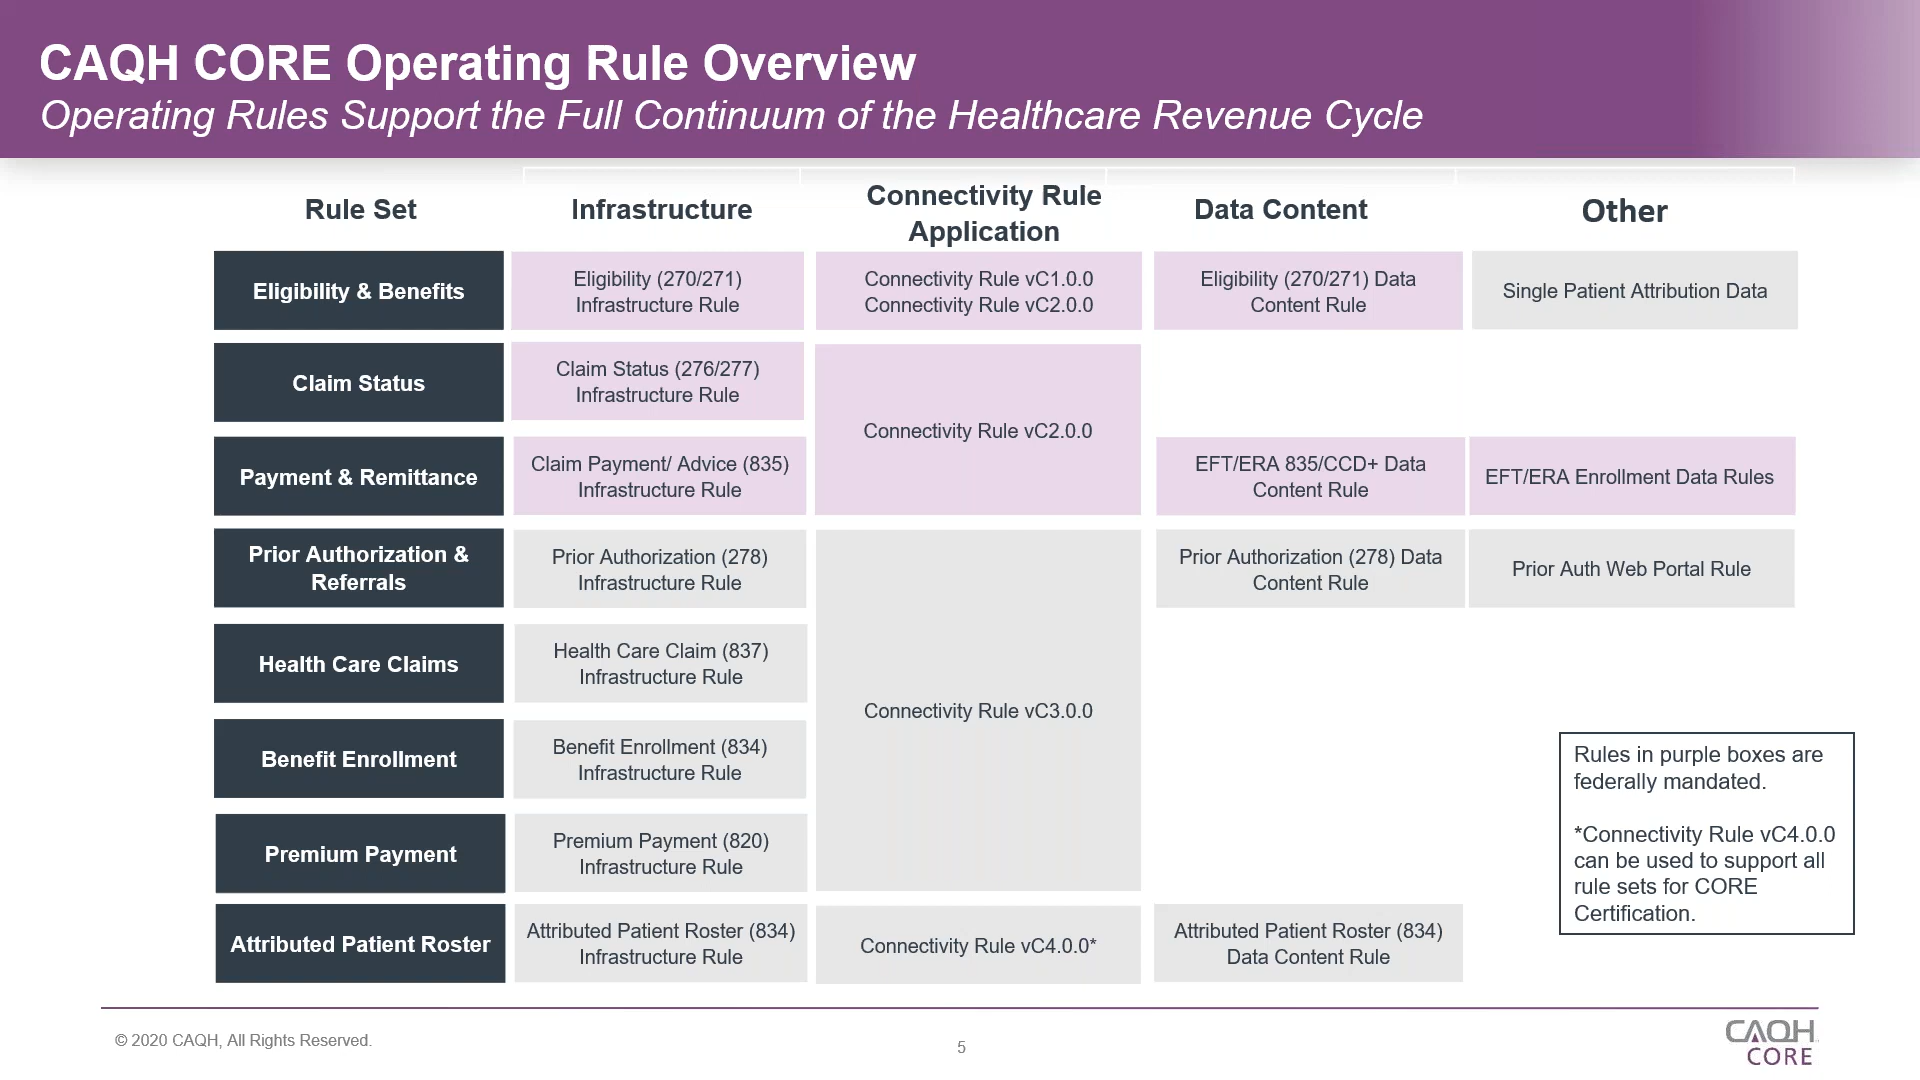 CAQH CORE Operating Rule Overview
Operating Rules Support the Full Continuum of the Healthcare Revenue Cycle
Rule Set
Infrastructure
Connectivity Rule
Application
Data Content
Other
Eligibility & Benefits
Eligibility (270/271)
Infrastructure Rule
Connectivity Rule vC1.0.0
Connectivity Rule vC2.0.0
Eligibility (270/271) Data
Content Rule
Single Patient Attribution Data
Claim Status
Claim Status (276/277)
Infrastructure Rule
Connectivity Rule vC2.0.0
Payment & Remittance
Claim Payment/ Advice (835)
Infrastructure Rule
EFT/ERA 835/CCD+ Data
Content Rule
EFT/ERA Enrollment Data Rules
Prior Authorization &
Referrals
Prior Authorization (278)
Infrastructure Rule
Prior Authorization (278) Data
Content Rule
Prior Auth Web Portal Rule
Health Care Claims
Health Care Claim (837)
Infrastructure Rule
Connectivity Rule vC3.0.0
Benefit Enrollment
Benefit Enrollment (834)
Infrastructure Rule
Premium Payment
Premium Payment (820)
Infrastructure Rule
Attributed Patient Roster
Attributed Patient Roster (834)
Infrastructure Rule
Connectivity Rule vC4.0.0*
Attributed Patient Roster (834)
Data Content Rule
Rules in purple boxes are
federally mandated.
*Connectivity Rule vC4.0.0
can be used to support all
rule sets for CORE
Certification.
© 2020 CAQH, All Rights Reserved.
5
CAQH
CORE